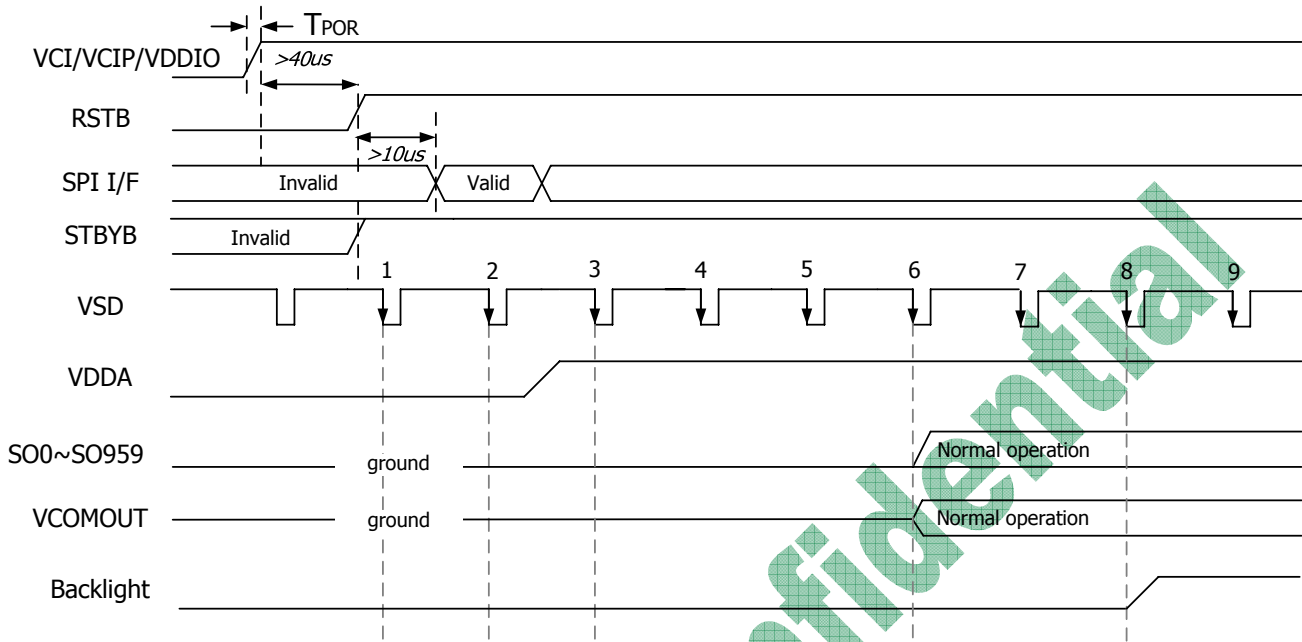 TPOR
VCI/VCIP/VDDIO
>40us
RSTB
>10us
SPI I/F
Invalid
Valid
STBYB
Invalid
1 2 3 4 5 6 7 8 9
VSD
VDDA
SO0~SO959
ground
Normal operation
VCOMOUT
ground
Normal operation
Backlight
nfidential